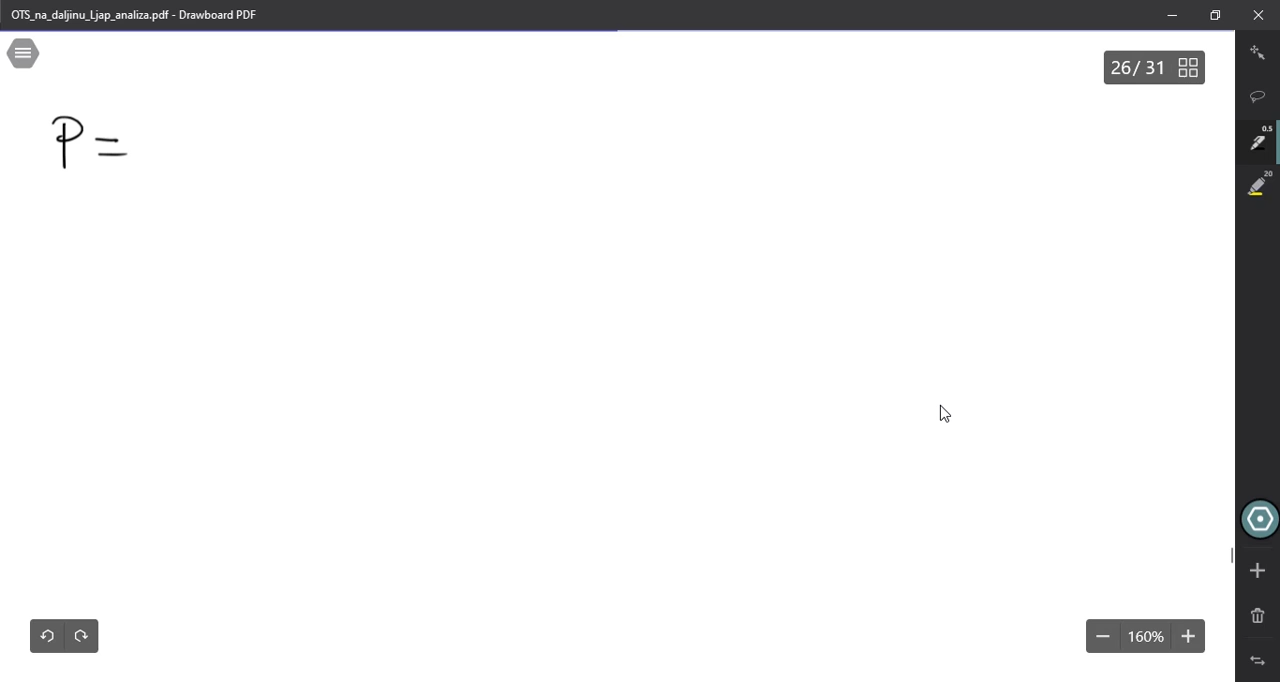 OTS_na_daljinu_Ljap_analiza.pdf - Drawboard PDF
26/ 31
P =
0.5
20
160%